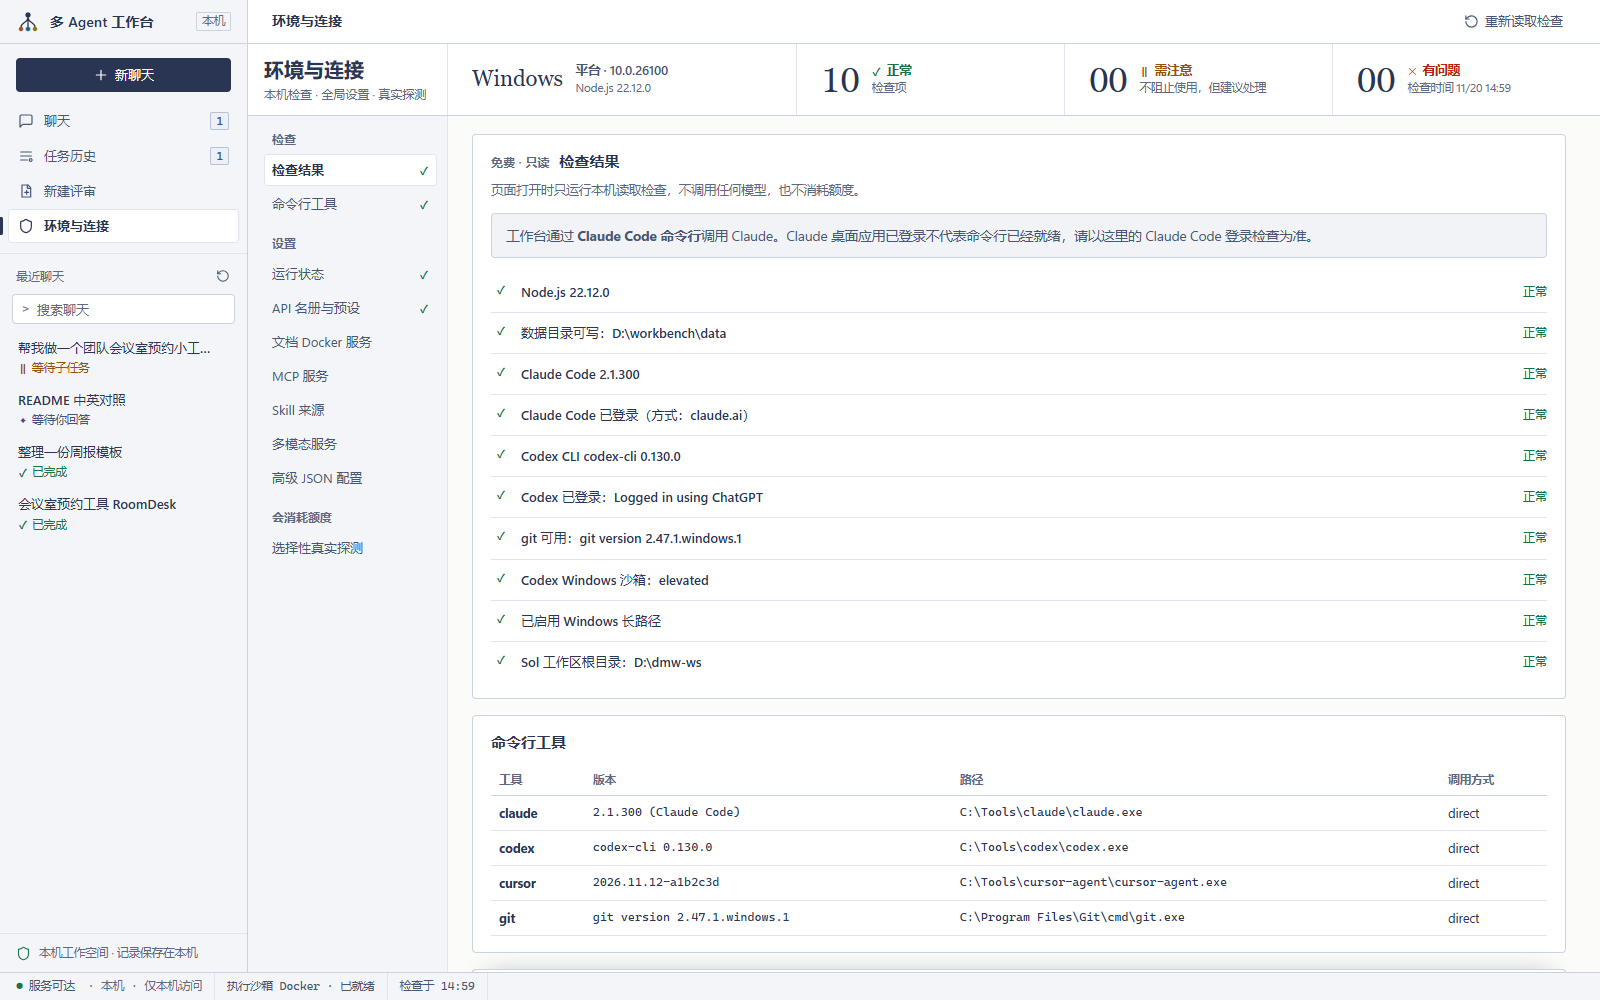 多 Agent 工作台 本机
新聊天
聊天 1
任务历史 1
新建评审
环境与连接
最近聊天
> 搜索聊天
帮我做一个团队会议室预约小工...
等待子任务
README 中英对照
等待你回答
整理一份周报模板
✓ 已完成
会议室预约工具 RoomDesk
✓ 已完成
本机工作空间 · 记录保存在本机
环境与连接
重新读取检查
环境与连接
本机检查 · 全局设置 · 真实探测
Windows
平台 · 10.0.26100
Node.js 22.12.0
10
✓ 正常
检查项
00
需注意
不阻止使用，但建议处理
00
× 有问题
检查时间 11/20 14:59
检查
检查结果 ✓
命令行工具 ✓
设置
运行状态 ✓
API 名册与预设 ✓
文档 Docker 服务
MCP 服务
Skill 来源
多模态服务
高级 JSON 配置
会消耗额度
选择性真实探测
免费 · 只读 检查结果
页面打开时只运行本机读取检查，不调用任何模型，也不消耗额度。
工作台通过 Claude Code 命令行调用 Claude。Claude 桌面应用已登录不代表命令行已经就绪，请以这里的 Claude Code 登录检查为准。
✓ Node.js 22.12.0 正常
✓ 数据目录可写：D:\workbench\data 正常
✓ Claude Code 2.1.300 正常
✓ Claude Code 已登录（方式：claude.ai） 正常
✓ Codex CLI codex-cli 0.130.0 正常
✓ Codex 已登录：Logged in using ChatGPT 正常
✓ git 可用：git version 2.47.1.windows.1 正常
✓ Codex Windows 沙箱：elevated 正常
✓ 已启用 Windows 长路径 正常
✓ Sol 工作区根目录：D:\dmw-ws 正常
命令行工具
工具 版本 路径 调用方式
claude 2.1.300 (Claude Code) C:\Tools\claude\claude.exe direct
codex codex-cli 0.130.0 C:\Tools\codex\codex.exe direct
cursor 2026.11.12-a1b2c3d C:\Tools\cursor-agent\cursor-agent.exe direct
git git version 2.47.1.windows.1 C:\Program Files\Git\cmd\git.exe direct
服务可达 · 本机 · 仅本机访问 执行沙箱 Docker · 已就绪 检查于 14:59